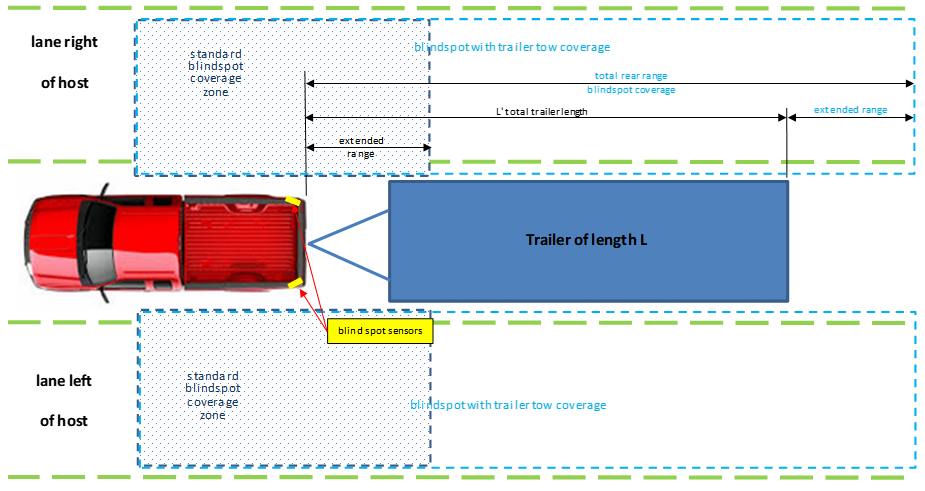 lane right
of host
standard
blindspot
coverage
zone
blindspot with trailer tow coverage
total rear range
blindspot coverage
L' total trailer length
extended range
extended
range
Trailer of length L
blind spot sensors
lane left
of host
standard
blindspot
coverage
zone
blindspot with trailer tow coverage